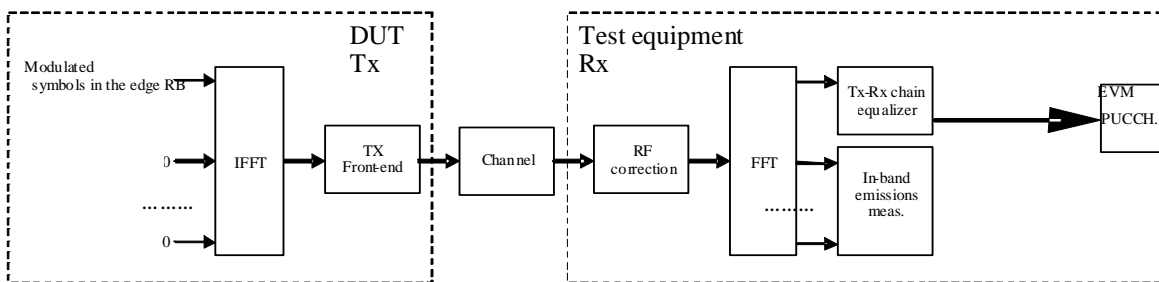 DUT
Tx
Test equipment
Rx
Modulated
symbols in the edge RB
0
………
0
IFFT
TX
Front-end
Channel
RF
correction
FFT
………
Tx-Rx chain
equalizer
In-band
emissions
meas.
EVM
PUCCH.